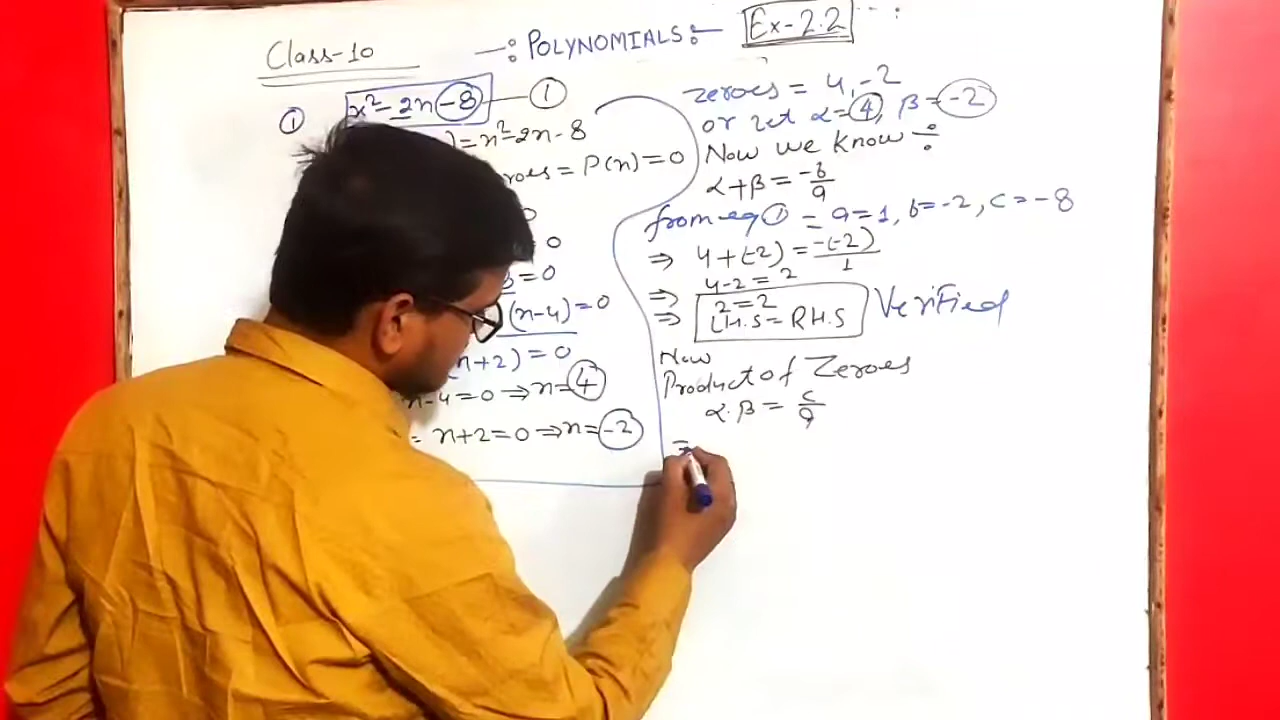 Class-10
—: POLYNOMIALS :—
Ex-2.2
① x²-2x-8 — ①
)=x²-2x-8
roes = P(x)=0
0
= 0
=0
(x-4)=0
(x+2)=0
x-4=0 ⇒x=4
= x+2=0 ⇒x=-2
zeroes = 4,-2
or let α=4, β=-2
Now we know ÷
α+β = -b/a
from eq ① - a=1, b=-2, c=-8
⇒ 4+(-2) = -(-2)/1
⇒ 4-2 = 2
⇒ 2=2
L.H.S = R.H.S Verified
Now
Product of Zeroes
α.β = c/a
=